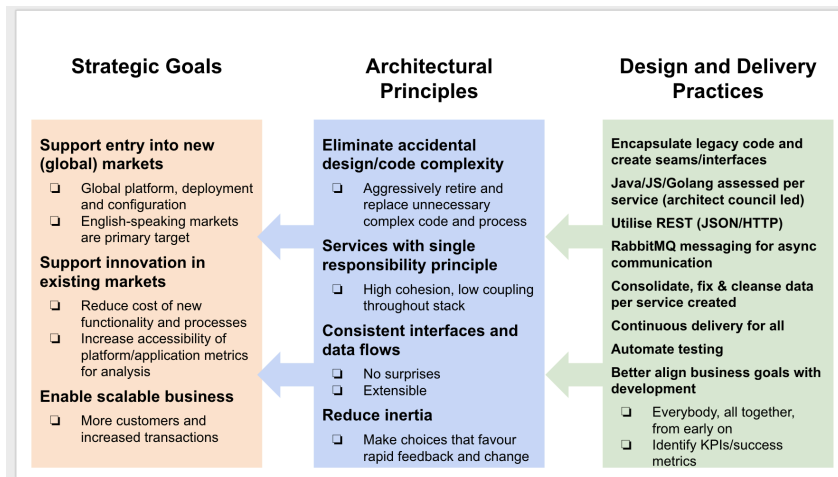 Strategic Goals
Support entry into new
(global) markets
❏ Global platform, deployment
and configuration
❏ English-speaking markets
are primary target
Support innovation in
existing markets
❏ Reduce cost of new
functionality and processes
❏ Increase accessibility of
platform/application metrics
for analysis
Enable scalable business
❏ More customers and
increased transactions
Architectural
Principles
Eliminate accidental
design/code complexity
❏ Aggressively retire and
replace unnecessary
complex code and process
Services with single
responsibility principle
❏ High cohesion, low coupling
throughout stack
Consistent interfaces and
data flows
❏ No surprises
❏ Extensible
Reduce inertia
❏ Make choices that favour
rapid feedback and change
Design and Delivery
Practices
Encapsulate legacy code and
create seams/interfaces
Java/JS/Golang assessed per
service (architect council led)
Utilise REST (JSON/HTTP)
RabbitMQ messaging for async
communication
Consolidate, fix & cleanse data
per service created
Continuous delivery for all
Automate testing
Better align business goals with
development
❏ Everybody, all together,
from early on
❏ Identify KPIs/success
metrics